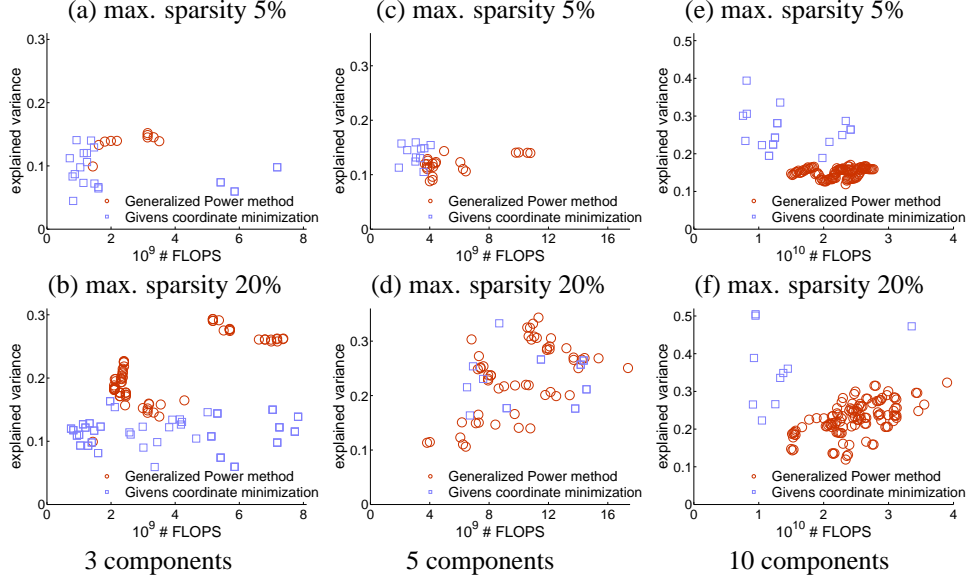 (a) max. sparsity 5%
(c) max. sparsity 5%
(e) max. sparsity 5%
explained variance
0.3
0.2
0.1
0
0 2 4 6 8
10^9 # FLOPS
Generalized Power method
Givens coordinate minimization
explained variance
0.3
0.2
0.1
0
0 4 8 12 16
10^9 # FLOPS
Generalized Power method
Givens coordinate minimization
explained variance
0.5
0.4
0.3
0.2
0.1
0 1 2 3 4
10^10 # FLOPS
Generalized Power method
Givens coordinate minimization
(b) max. sparsity 20%
(d) max. sparsity 20%
(f) max. sparsity 20%
explained variance
0.3
0.2
0.1
0
0 2 4 6 8
10^9 # FLOPS
Generalized Power method
Givens coordinate minimization
explained variance
0.3
0.2
0.1
0
0 4 8 12 16
10^9 # FLOPS
Generalized Power method
Givens coordinate minimization
explained variance
0.5
0.4
0.3
0.2
0.1
0 1 2 3 4
10^10 # FLOPS
Generalized Power method
Givens coordinate minimization
3 components
5 components
10 components